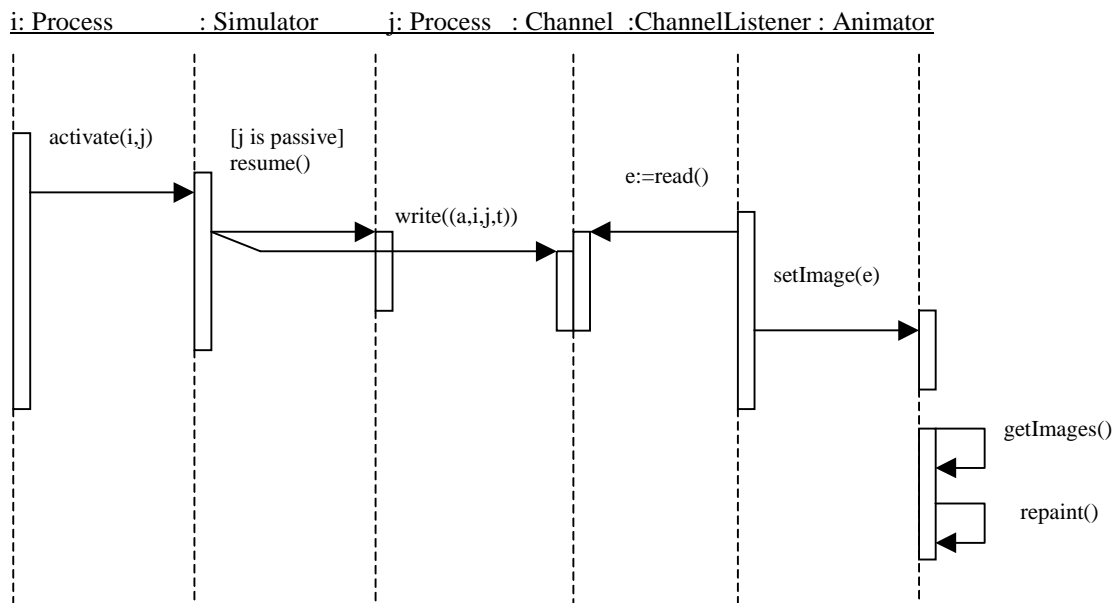 i: Process : Simulator j: Process : Channel :ChannelListener : Animator
activate(i,j)
[j is passive]
resume()
e:=read()
write((a,i,j,t))
setImage(e)
getImages()
repaint()